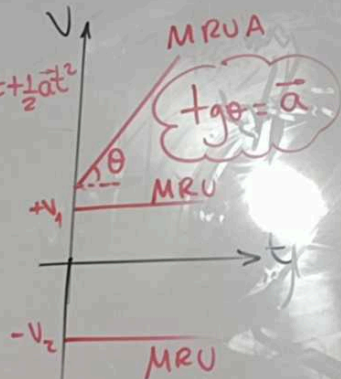 V
MRUA
=+1/2 a⃗t²
tgθ = a⃗
θ
MRU
+V₁
t
-V₂
MRU